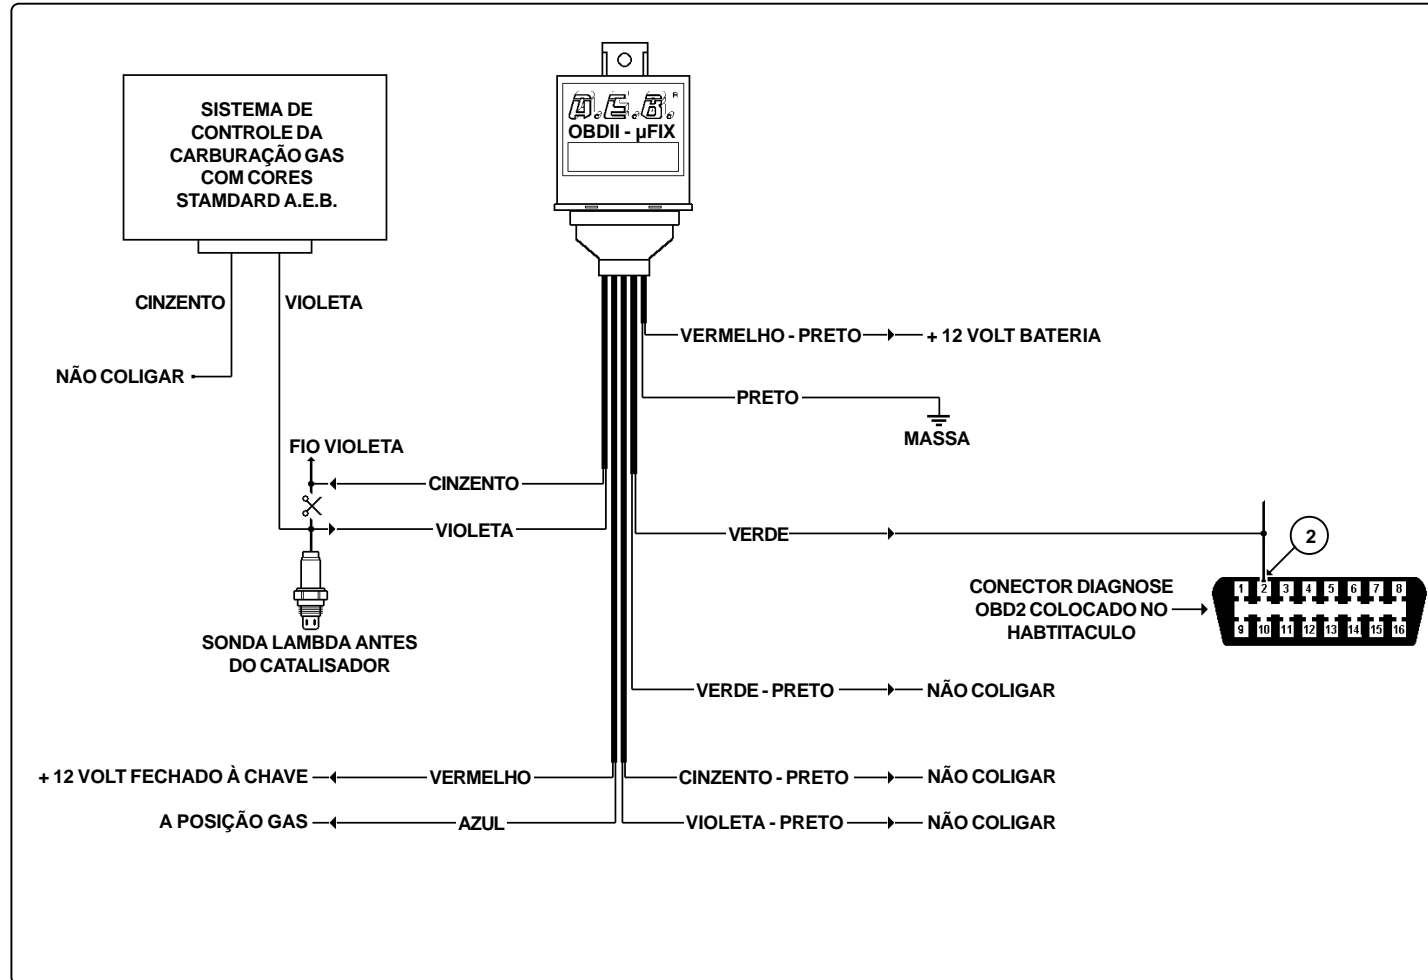 SISTEMA DE
CONTROLE DA
CARBURAÇÃO GAS
COM CORES
STAMDARD A.E.B.
A.E.B.®
OBDII - µFIX
CINZENTO
VIOLETA
NÃO COLIGAR
VERMELHO - PRETO
+ 12 VOLT BATERIA
PRETO
MASSA
FIO VIOLETA
CINZENTO
VIOLETA
VERDE
2
SONDA LAMBDA ANTES
DO CATALISADOR
CONECTOR DIAGNOSE
OBD2 COLOCADO NO
HABTITACULO
1 2 3 4 5 6 7 8
9 10 11 12 13 14 15 16
VERDE - PRETO
NÃO COLIGAR
+ 12 VOLT FECHADO À CHAVE
VERMELHO
CINZENTO - PRETO
NÃO COLIGAR
A POSIÇÃO GAS
AZUL
VIOLETA - PRETO
NÃO COLIGAR